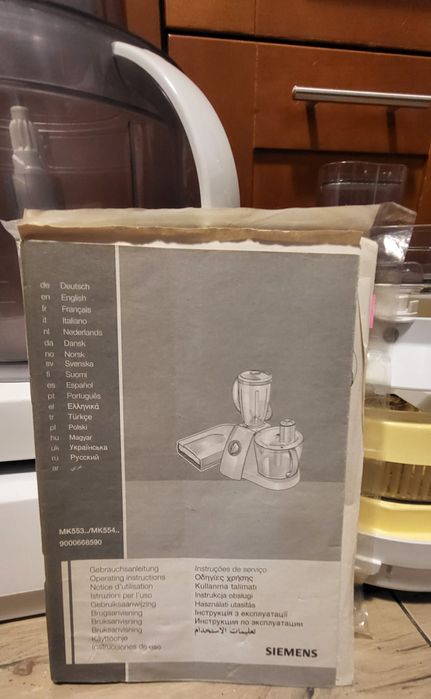 de Deutsch
en English
fr Français
it Italiano
nl Nederlands
da Dansk
no Norsk
sv Svenska
fi Suomi
es Español
pt Português
el Ελληνικά
tr Türkçe
pl Polski
hu Magyar
uk Українська
ru Русский
ar عربي
MK553../MK554..
9000668590
Gebrauchsanleitung
Operating instructions
Notice d'utilisation
Istruzioni per l'uso
Gebruiksaanwijzing
Brugsanvisning
Bruksanvisning
Bruksanvisning
Käyttöohje
Instrucciones de uso
Instruções de serviço
Οδηγίες χρήσης
Kullanma talimatı
Instrukcja obsługi
Használati utasítás
Інструкція з експлуатації
Инструкция по эксплуатации
تعليمات الاستخدام
SIEMENS